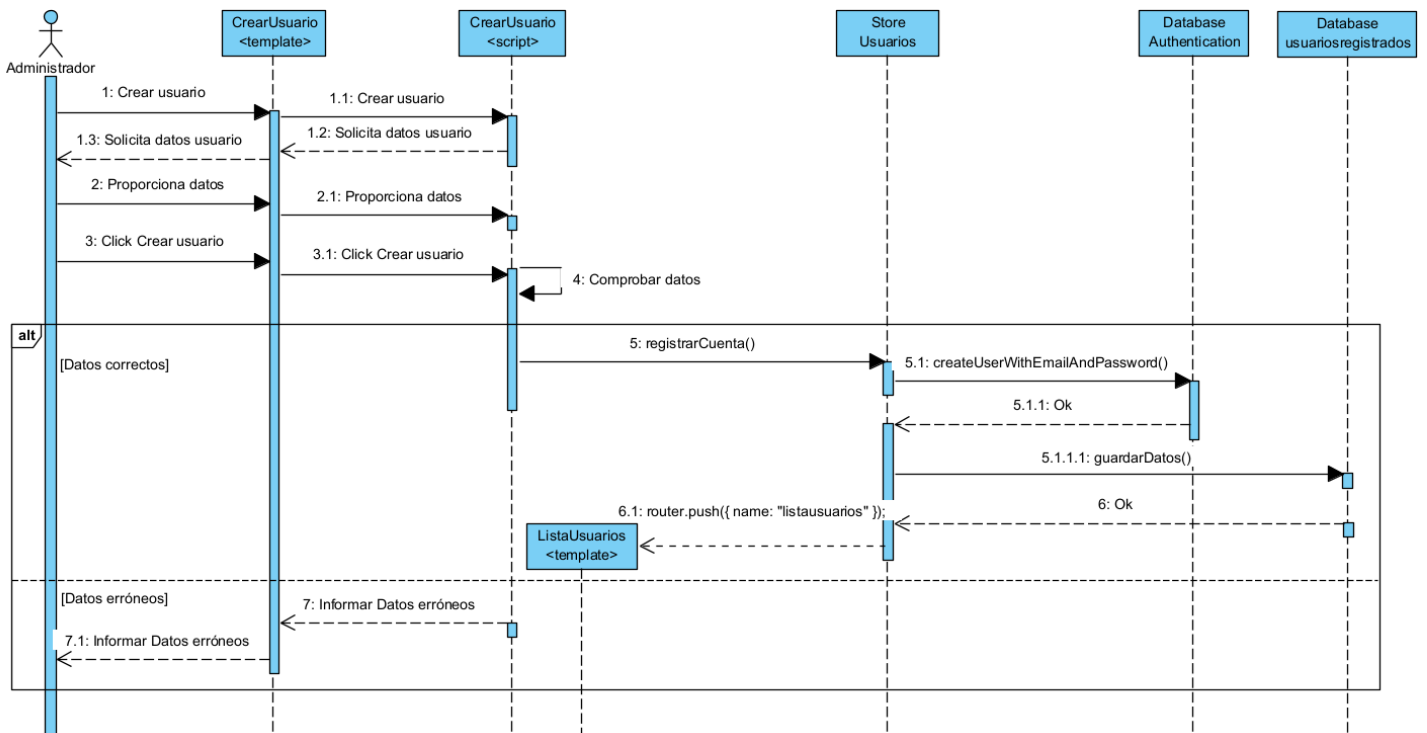 Administrador
CrearUsuario
<template>
CrearUsuario
<script>
Store
Usuarios
Database
Authentication
Database
usuariosregistrados
1: Crear usuario
1.1: Crear usuario
1.2: Solicita datos usuario
1.3: Solicita datos usuario
2: Proporciona datos
2.1: Proporciona datos
3: Click Crear usuario
3.1: Click Crear usuario
4: Comprobar datos
alt
[Datos correctos]
5: registrarCuenta()
5.1: createUserWithEmailAndPassword()
5.1.1: Ok
5.1.1.1: guardarDatos()
6: Ok
6.1: router.push({ name: "listausuarios" });
ListaUsuarios
<template>
[Datos erróneos]
7: Informar Datos erróneos
7.1: Informar Datos erróneos